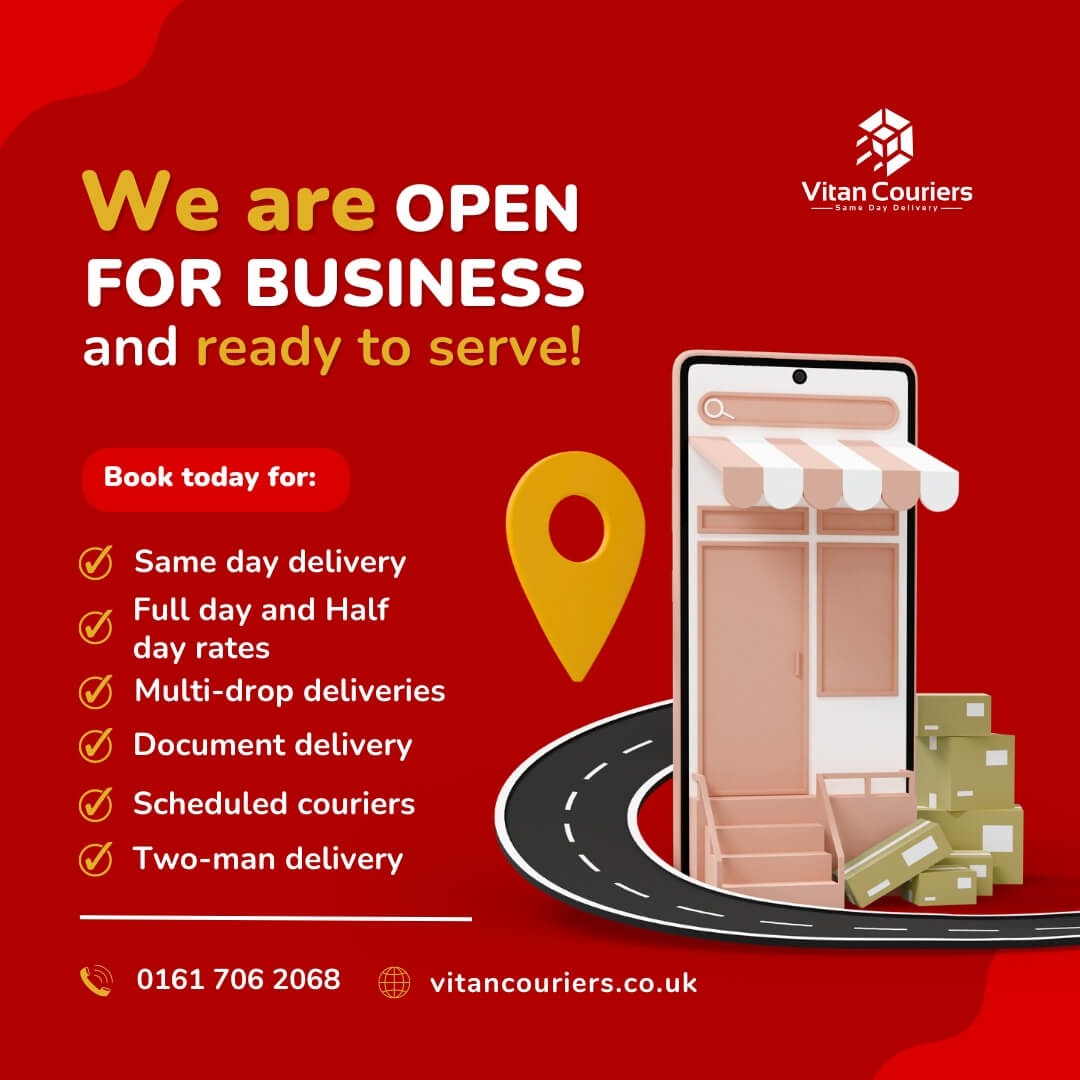 Vitan Couriers
Same Day Delivery
We are OPEN
FOR BUSINESS
and ready to serve!
Book today for:
Same day delivery
Full day and Half
day rates
Multi-drop deliveries
Document delivery
Scheduled couriers
Two-man delivery
0161 706 2068
vitancouriers.co.uk